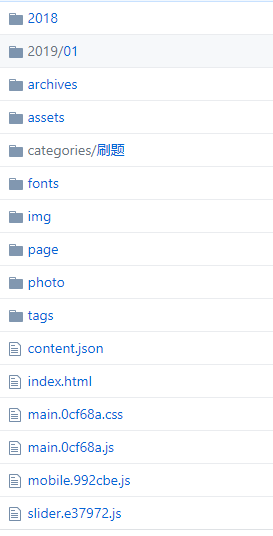 2018
2019/01
archives
assets
categories/刷题
fonts
img
page
photo
tags
content.json
index.html
main.0cf68a.css
main.0cf68a.js
mobile.992cbe.js
slider.e37972.js